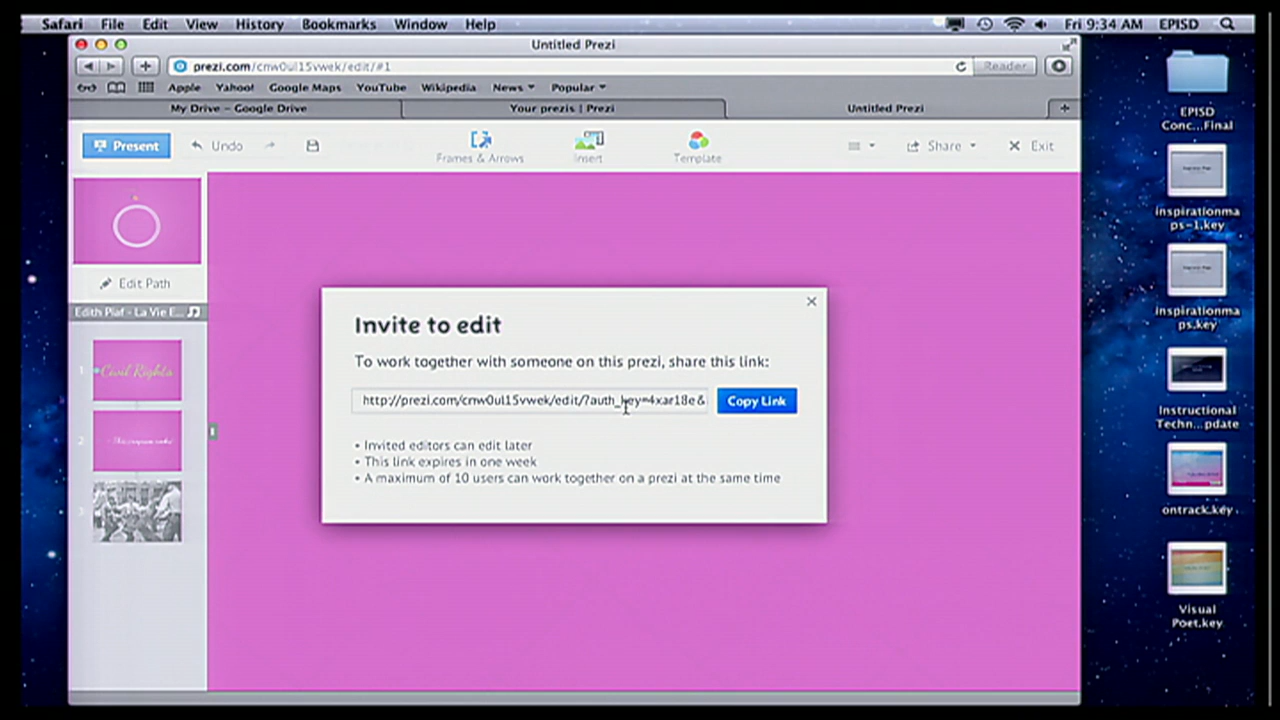 Safari File Edit View History Bookmarks Window Help Fri 9:34 AM EPISD
Untitled Prezi
prezi.com/cnw0ul15vwek/edit/#1 Reader
Apple Yahoo! Google Maps YouTube Wikipedia News Popular
My Drive – Google Drive Your prezis | Prezi Untitled Prezi
Present Undo Frames & Arrows Insert Template Share Exit
Edit Path
Edith Piaf - La Vie E...
1 Civil Rights
2
3
Invite to edit
To work together with someone on this prezi, share this link:
http://prezi.com/cnw0ul15vwek/edit/?auth_key=4xar18e& Copy Link
• Invited editors can edit later
• This link expires in one week
• A maximum of 10 users can work together on a prezi at the same time
EPISD
Conc...Final
inspirationma
ps-1.key
inspirationma
ps.key
Instructional
Techn...pdate
ontrack.key
Visual
Poet.key